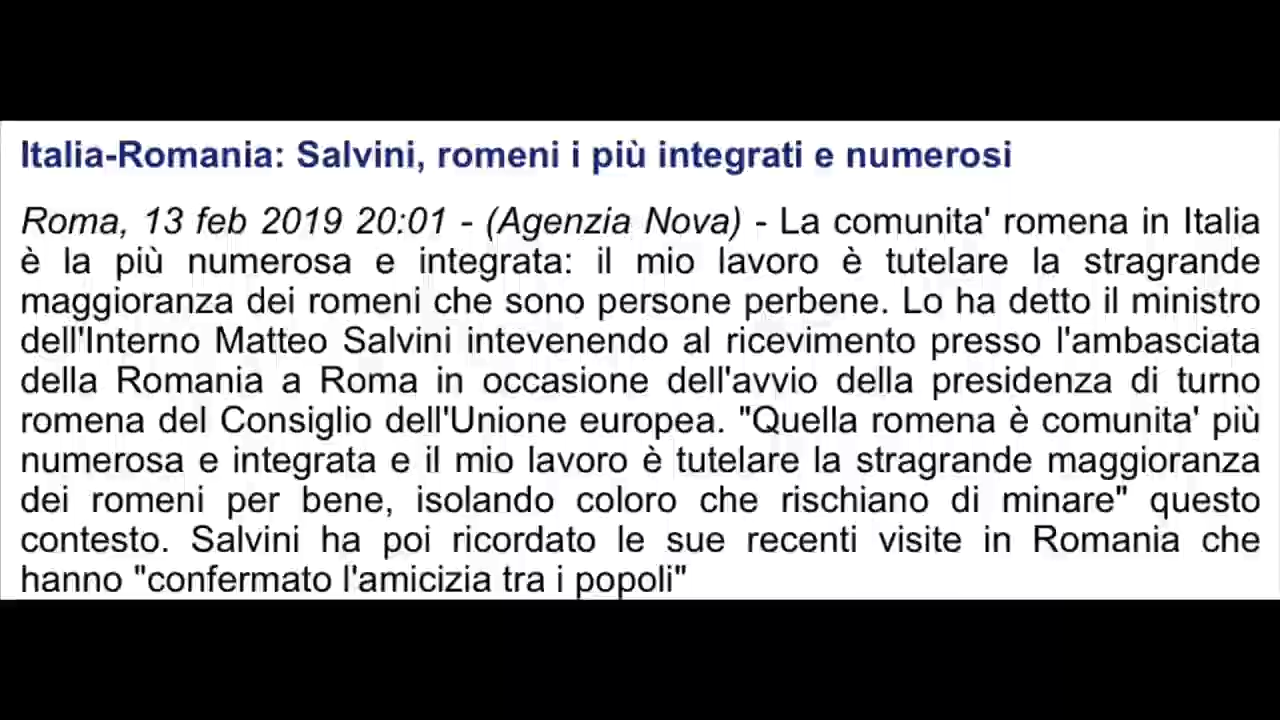 Italia-Romania: Salvini, romeni i più integrati e numerosi
Roma, 13 feb 2019 20:01 - (Agenzia Nova) - La comunita' romena in Italia
è la più numerosa e integrata: il mio lavoro è tutelare la stragrande
maggioranza dei romeni che sono persone perbene. Lo ha detto il ministro
dell'Interno Matteo Salvini intevenendo al ricevimento presso l'ambasciata
della Romania a Roma in occasione dell'avvio della presidenza di turno
romena del Consiglio dell'Unione europea. "Quella romena è comunita' più
numerosa e integrata e il mio lavoro è tutelare la stragrande maggioranza
dei romeni per bene, isolando coloro che rischiano di minare" questo
contesto. Salvini ha poi ricordato le sue recenti visite in Romania che
hanno "confermato l'amicizia tra i popoli"